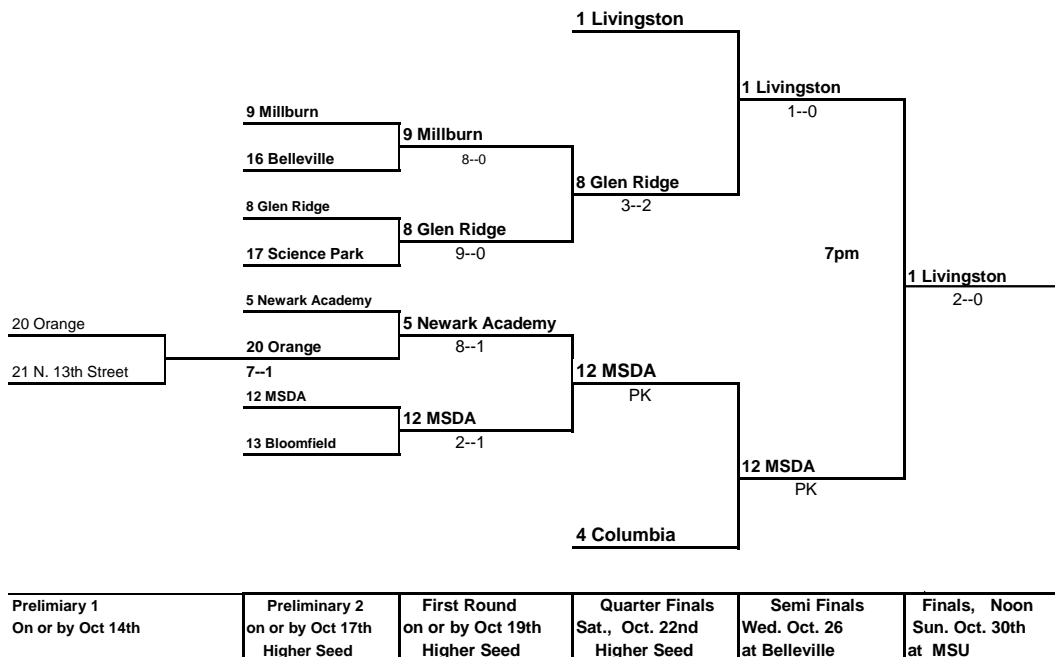 1 Livingston
1 Livingston
1--0
9 Millburn
9 Millburn
16 Belleville
8--0
8 Glen Ridge
8 Glen Ridge
3--2
8 Glen Ridge
17 Science Park
9--0
7pm
1 Livingston
2--0
5 Newark Academy
20 Orange
5 Newark Academy
20 Orange
8--1
21 N. 13th Street
7--1
12 MSDA
PK
12 MSDA
12 MSDA
13 Bloomfield
2--1
12 MSDA
PK
4 Columbia
Prelimiary 1
On or by Oct 14th
Preliminary 2
on or by Oct 17th
Higher Seed
First Round
on or by Oct 19th
Higher Seed
Quarter Finals
Sat., Oct. 22nd
Higher Seed
Semi Finals
Wed. Oct. 26
at Belleville
Finals, Noon
Sun. Oct. 30th
at MSU